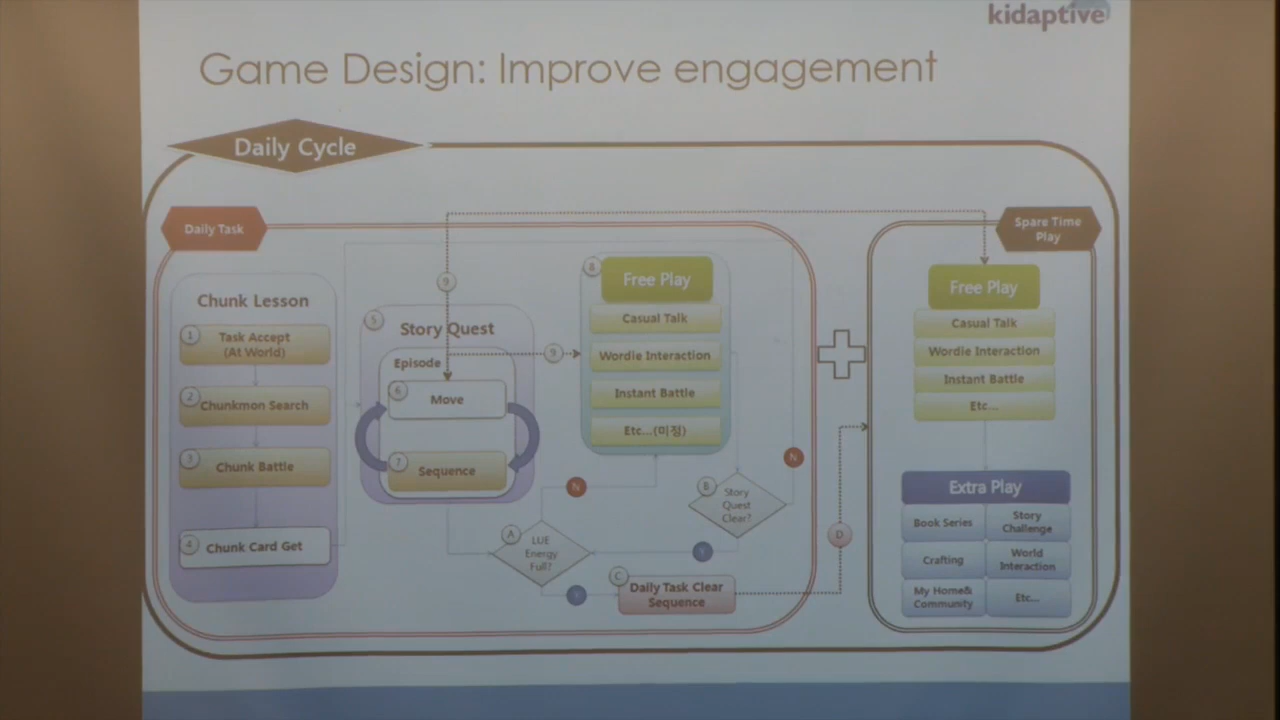 kidaptive
Game Design: Improve engagement
Daily Cycle
Daily Task
Spare Time
Play
Chunk Lesson
1
Task Accept
(At World)
2
Chunkmon Search
3
Chunk Battle
4
Chunk Card Get
5
Story Quest
Episode
6
Move
7
Sequence
9
9
8
Free Play
Casual Talk
Wordie Interaction
Instant Battle
Etc...(미정)
N
N
A
LUE
Energy
Full?
B
Story
Quest
Clear?
Y
Y
C
Daily Task Clear
Sequence
D
Free Play
Casual Talk
Wordie Interaction
Instant Battle
Etc...
Extra Play
Book Series
Story
Challenge
Crafting
World
Interaction
My Home&
Community
Etc...